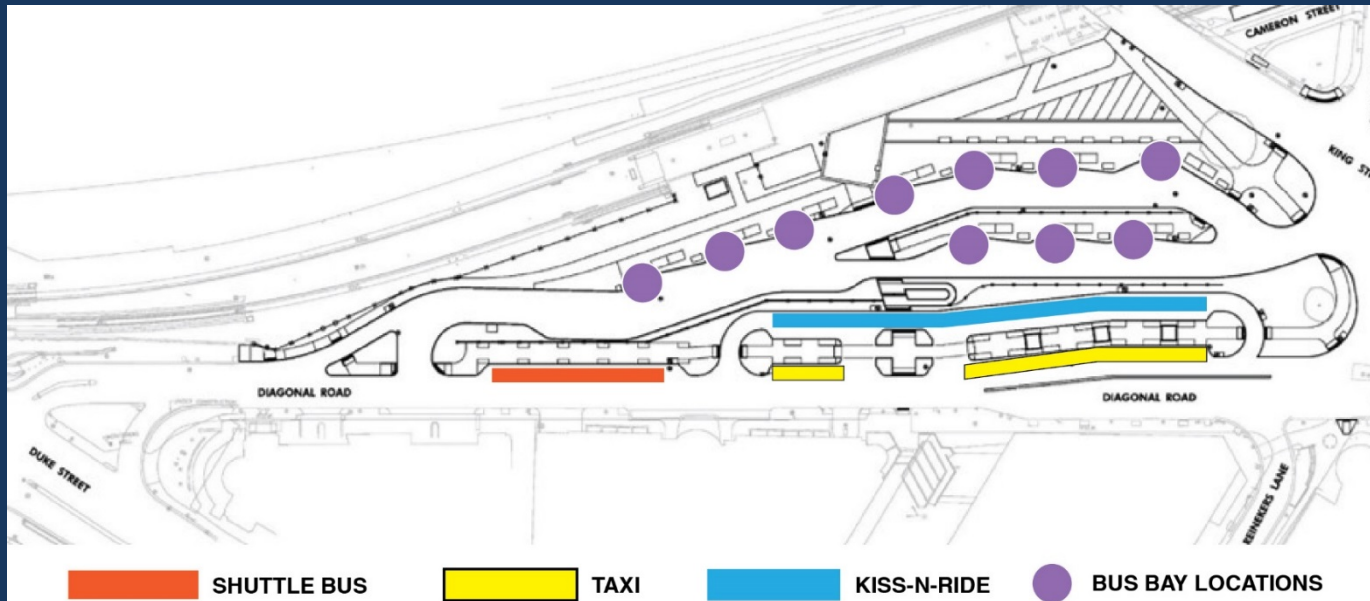 CAMERON STREET
KING ST
DIAGONAL ROAD
DIAGONAL ROAD
DUKE STREET
REINEKERS LANE
SHUTTLE BUS
TAXI
KISS-N-RIDE
BUS BAY LOCATIONS